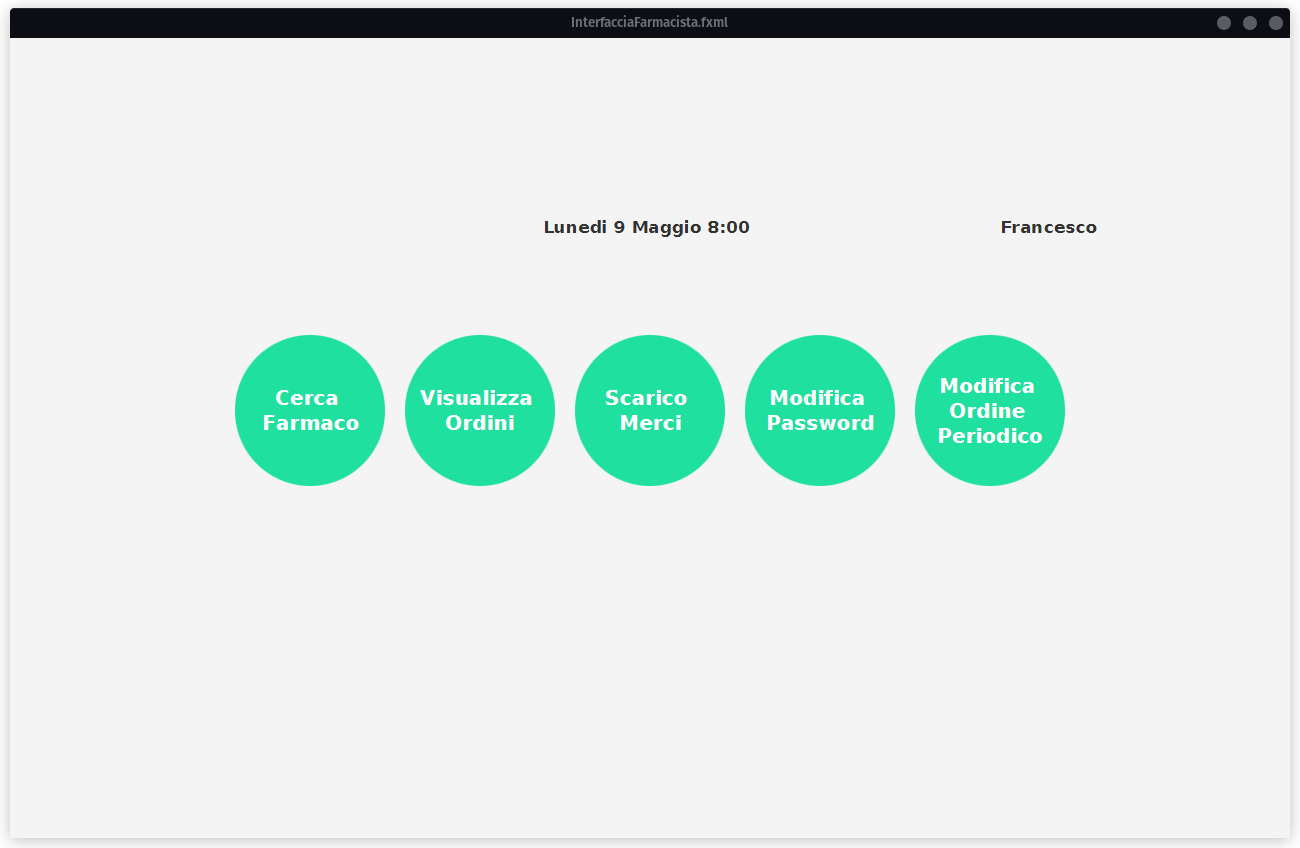 InterfacciaFarmacista.fxml
Lunedi 9 Maggio 8:00
Francesco
Cerca
Farmaco
Visualizza
Ordini
Scarico
Merci
Modifica
Password
Modifica
Ordine
Periodico